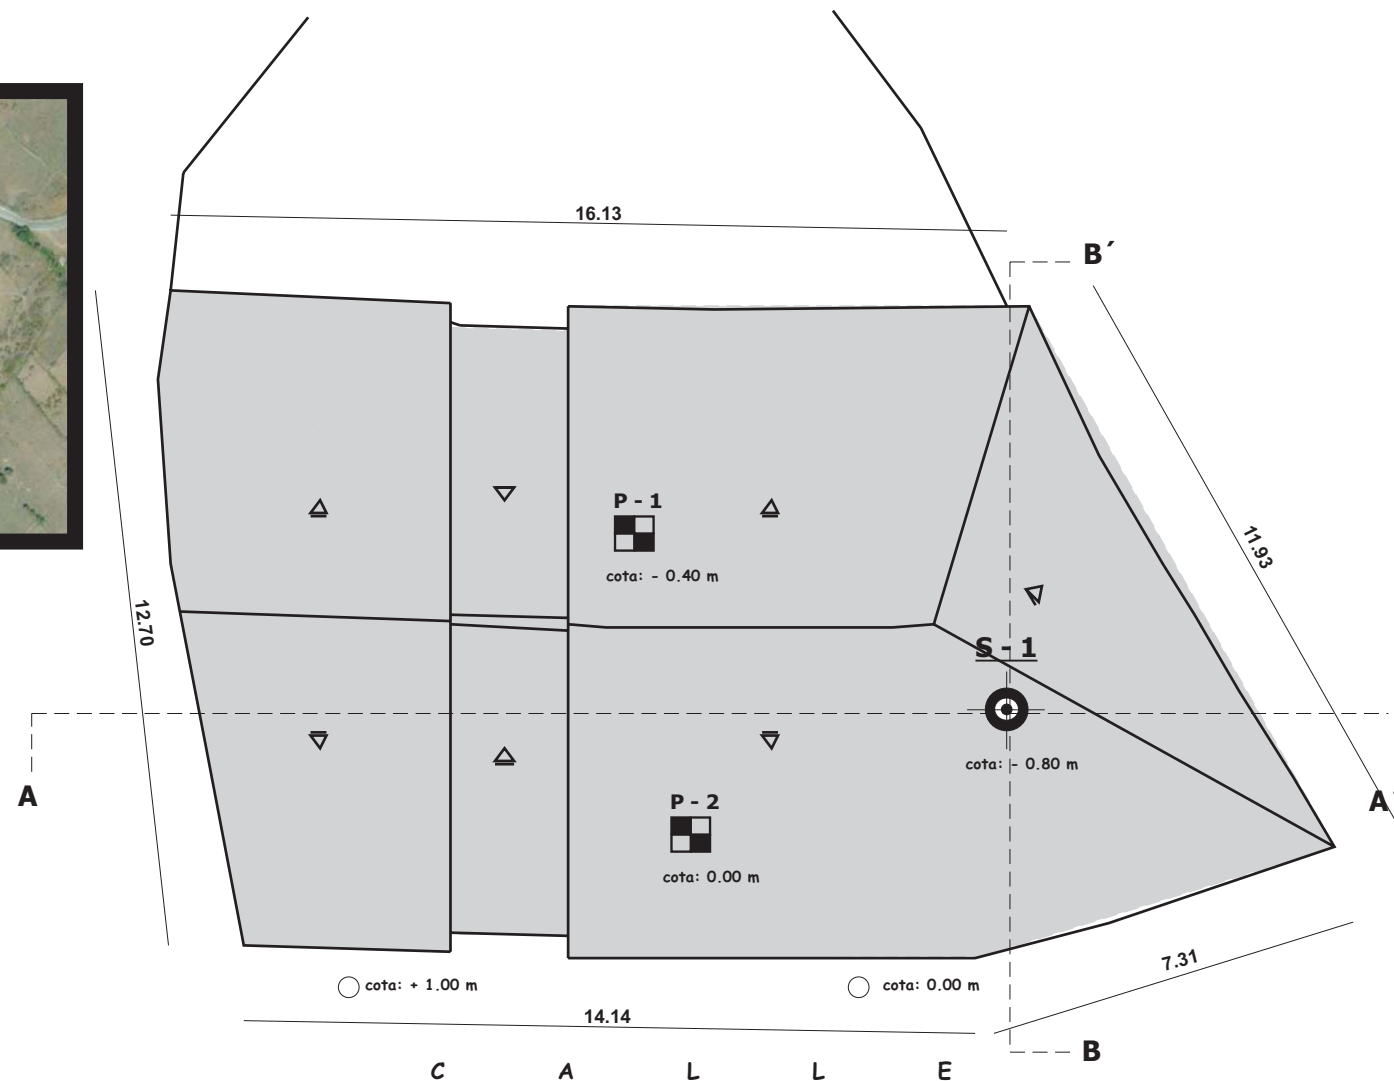 16.13
B´
P - 1
cota: - 0.40 m
11.93
12.70
S - 1
cota: - 0.80 m
A
A´
P - 2
cota: 0.00 m
7.31
cota: + 1.00 m
cota: 0.00 m
14.14
B
C A L L E